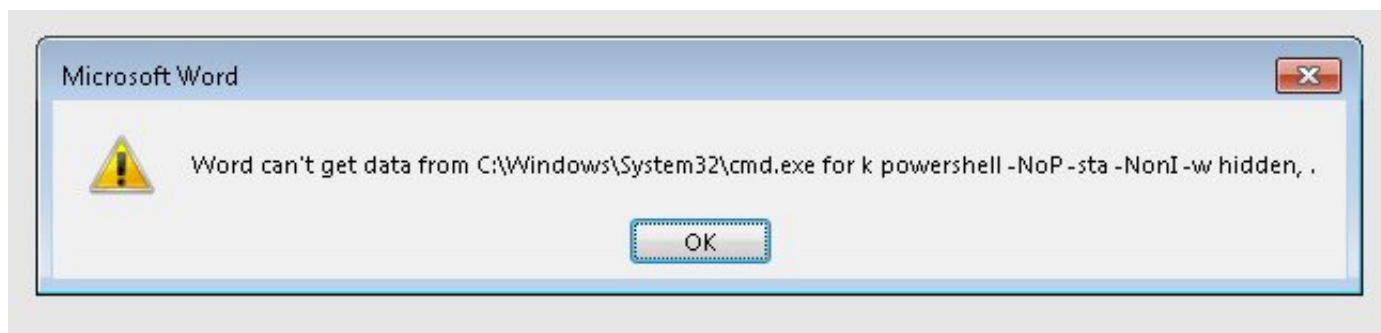 Microsoft Word
Word can't get data from C:\Windows\System32\cmd.exe for k powershell -NoP -sta -NonI -w hidden, .
OK